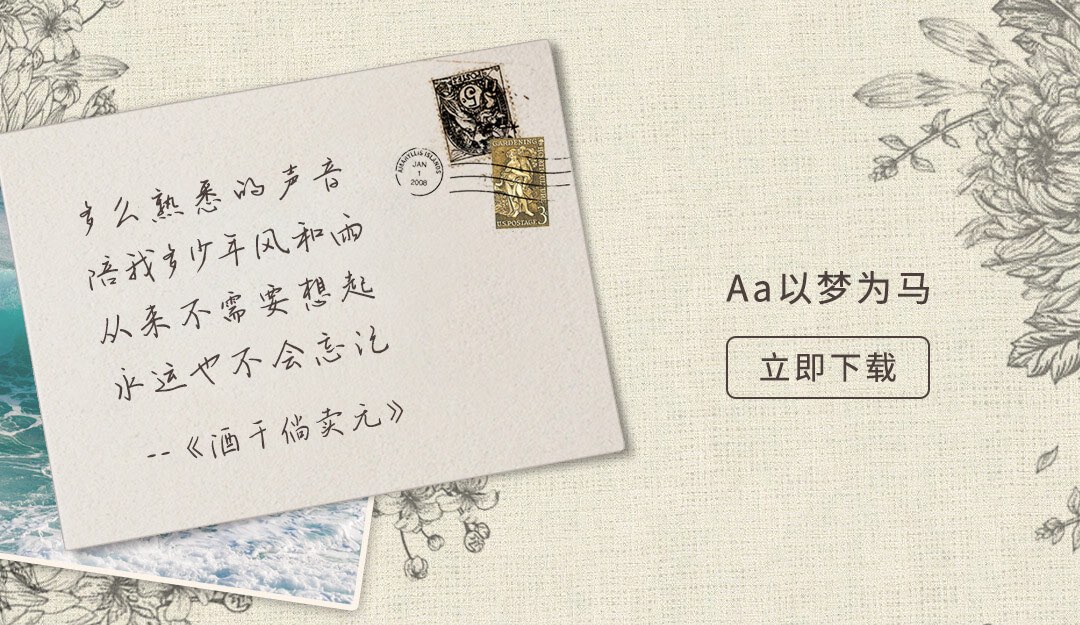 多么熟悉的声音
陪我多少年风和雨
从来不需要想起
永远也不会忘记
--《酒干倘卖无》
JAN
1
2008
GARDENING
U.S.POSTAGE 3
Aa以梦为马
立即下载